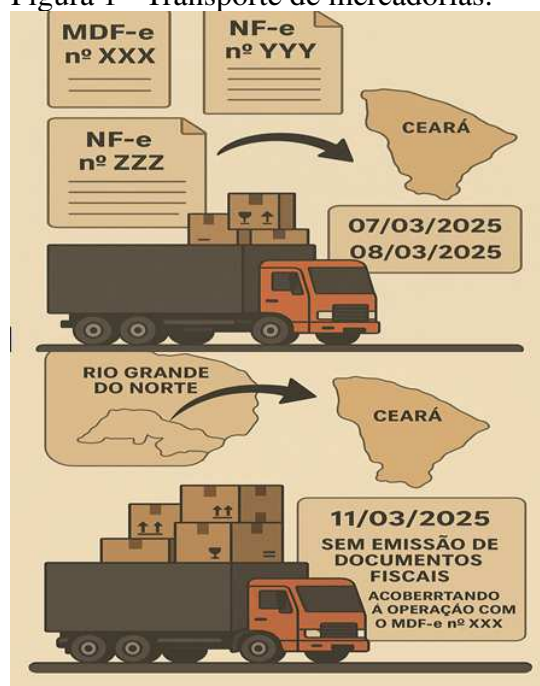 Figura 1 – Transporte de mercadorias.
MDF-e
nº XXX
NF-e
nº YYY
NF-e
nº ZZZ
CEARÁ
07/03/2025
08/03/2025
RIO GRANDE
DO NORTE
CEARÁ
11/03/2025
SEM EMISSÃO DE
DOCUMENTOS
FISCAIS
ACOBERRTANDO
Á OPERAÇÁO COM
O MDF-e nº XXX